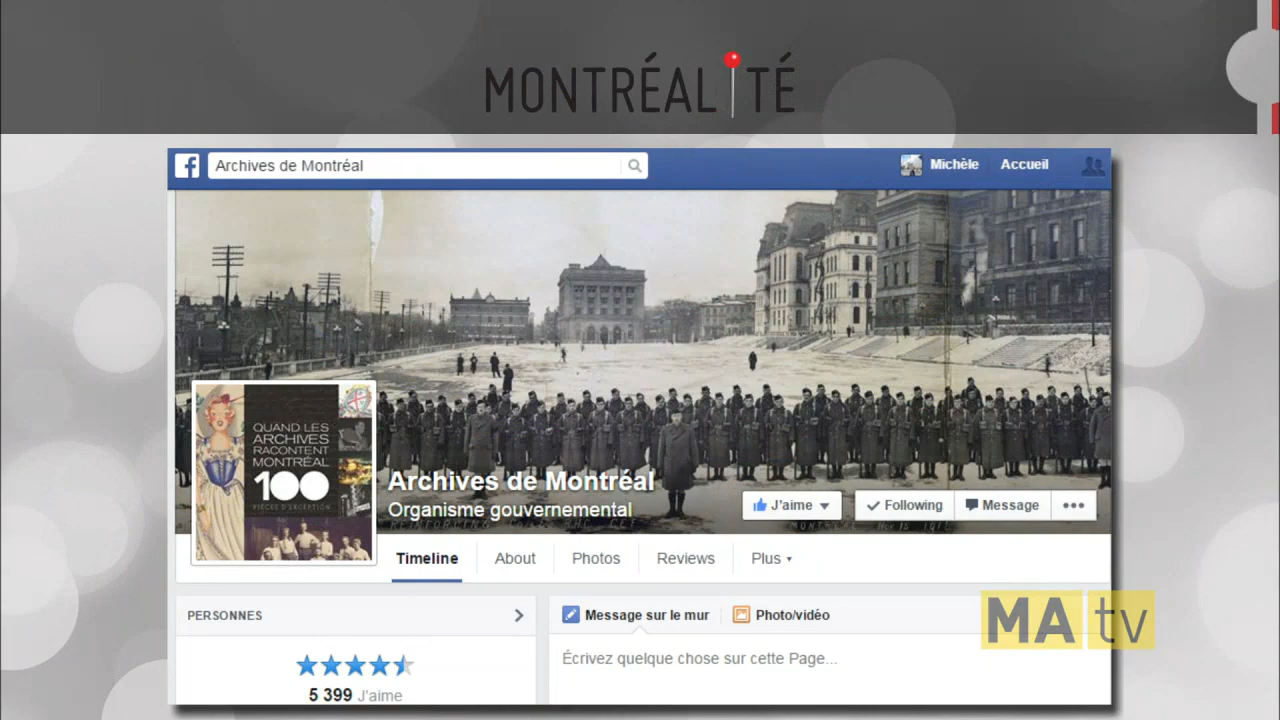 MONTRÉALITÉ
Archives de Montréal
Michèle Accueil
QUAND LES
ARCHIVES
RACONTENT
MONTRÉAL
100
PIÈCES D'EXCEPTION
Archives de Montréal
Organisme gouvernemental
J'aime Following Message
Timeline About Photos Reviews Plus
PERSONNES
Message sur le mur Photo/vidéo
Écrivez quelque chose sur cette Page...
5 399 J'aime
MAtv